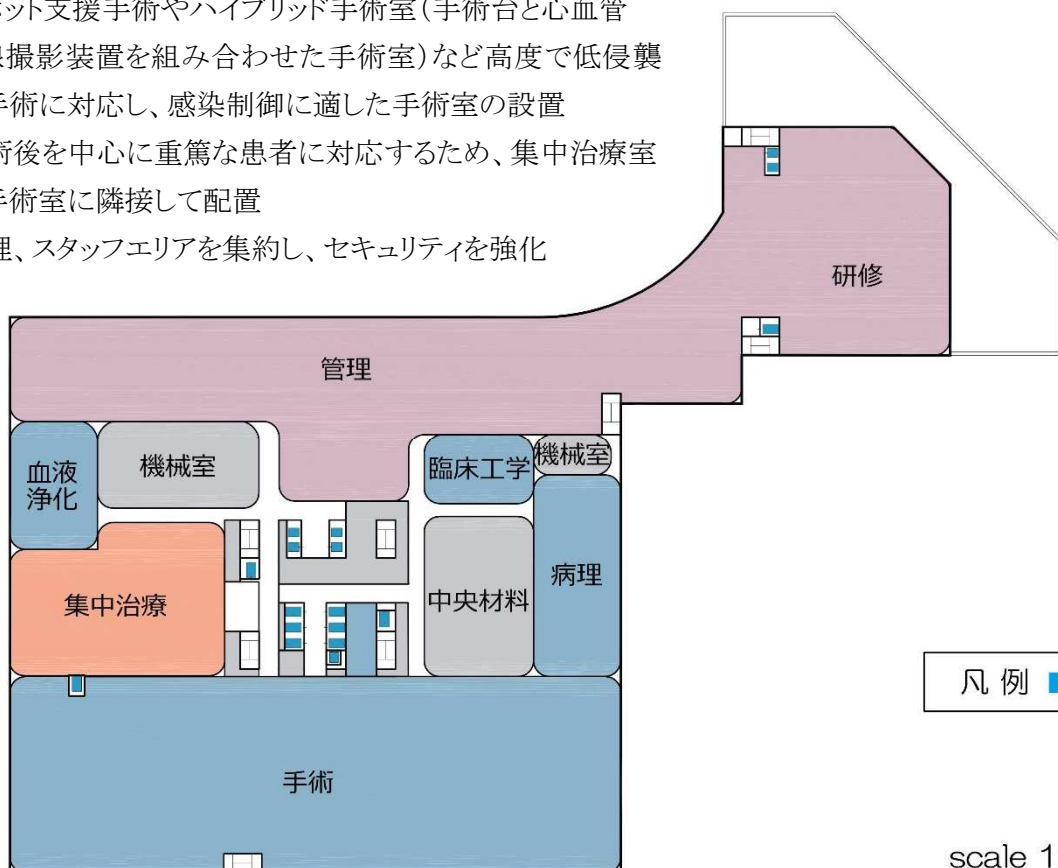 ボット支援手術やハイブリッド手術室(手術台と心血管
線撮影装置を組み合わせた手術室)など高度で低侵襲
手術に対応し、感染制御に適した手術室の設置
術後を中心に重篤な患者に対応するため、集中治療室
手術室に隣接して配置
理、スタッフエリアを集約し、セキュリティを強化
研修
管理
血液
浄化
機械室
臨床工学
機械室
集中治療
中央材料
病理
凡例
手術
scale 1